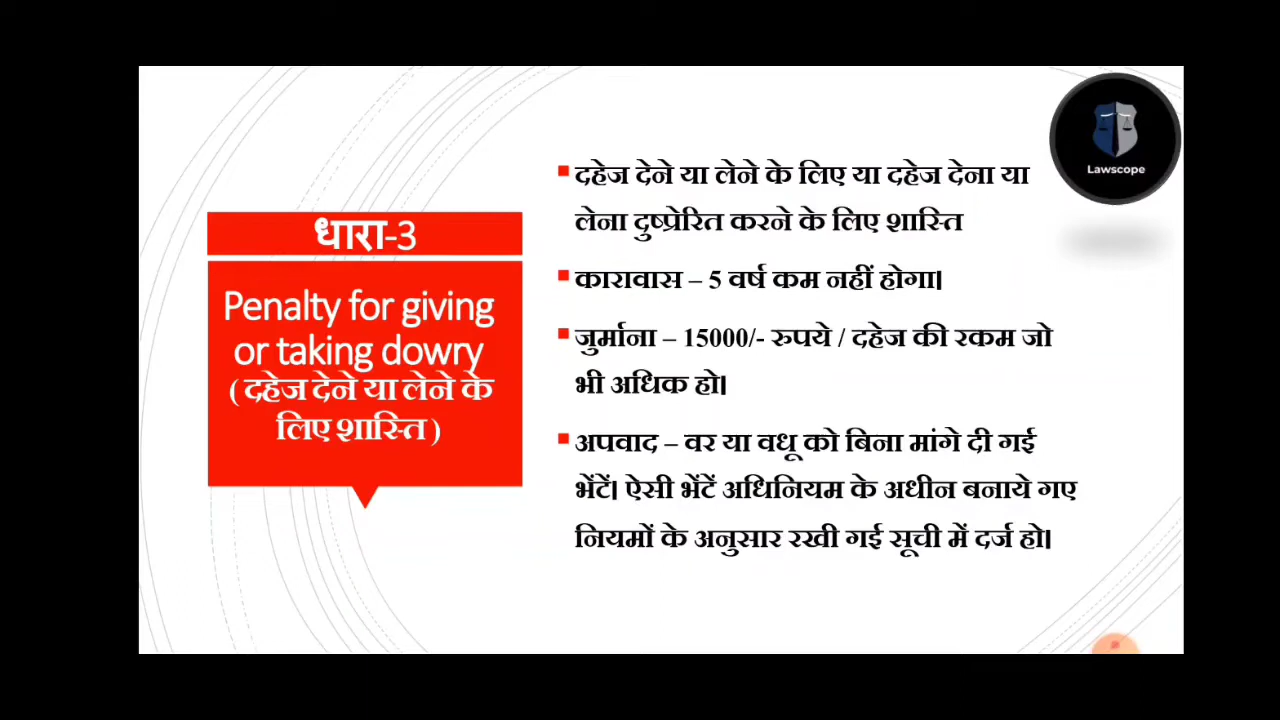 धारा-3
Penalty for giving
or taking dowry
( दहेज देने या लेने के
लिए शास्ति )
▪ दहेज देने या लेने के लिए या दहेज देना या
लेना दुष्प्रेरित करने के लिए शास्ति
▪ कारावास – 5 वर्ष कम नहीं होगा।
▪ जुर्माना – 15000/- रुपये / दहेज की रकम जो
भी अधिक हो।
▪ अपवाद – वर या वधू को बिना मांगे दी गई
भेंटें। ऐसी भेंटें अधिनियम के अधीन बनाये गए
नियमों के अनुसार रखी गई सूची में दर्ज हो।
Lawscope